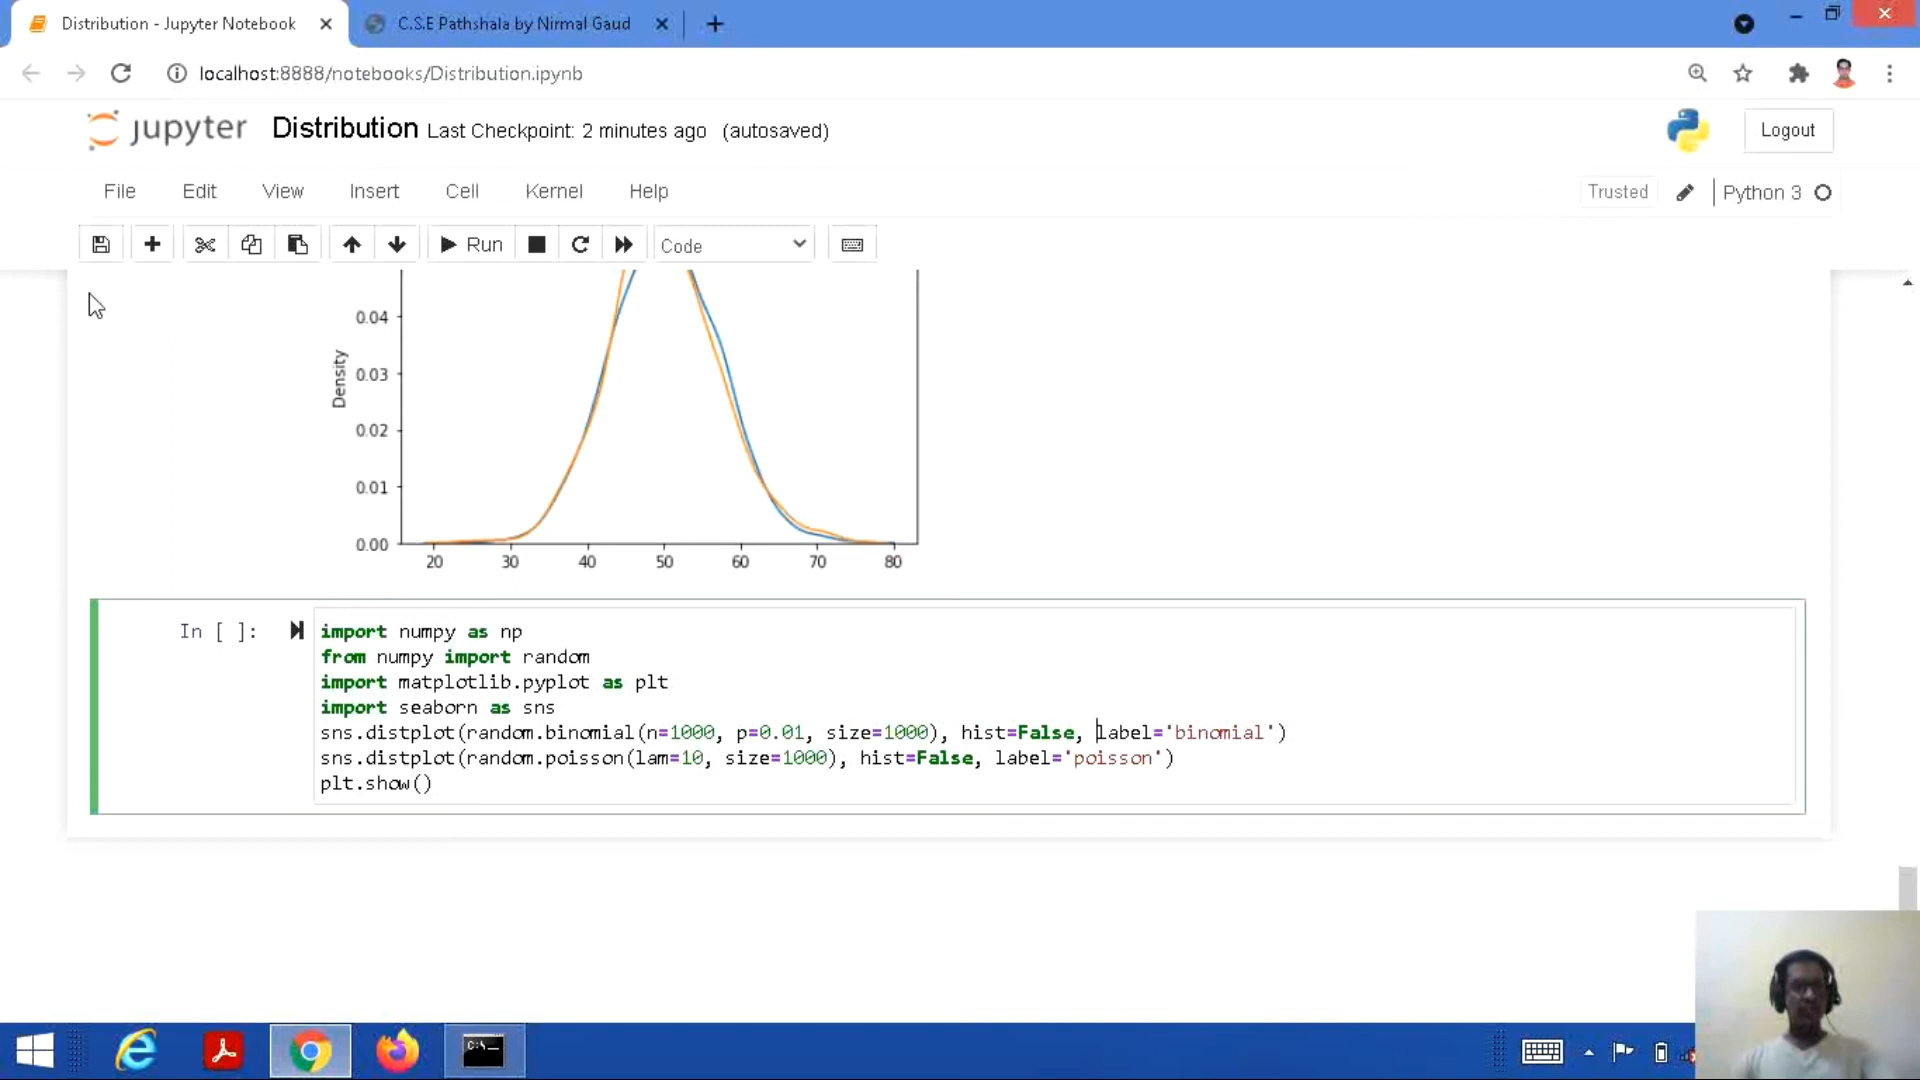 Distribution - Jupyter Notebook
C.S.E Pathshala by Nirmal Gaud
localhost:8888/notebooks/Distribution.ipynb
jupyter Distribution Last Checkpoint: 2 minutes ago (autosaved)
Logout
File Edit View Insert Cell Kernel Help
Trusted Python 3
Run Code
0.04
0.03
0.02
0.01
0.00
Density
20 30 40 50 60 70 80
In [ ]:
import numpy as np
from numpy import random
import matplotlib.pyplot as plt
import seaborn as sns
sns.distplot(random.binomial(n=1000, p=0.01, size=1000), hist=False, label='binomial')
sns.distplot(random.poisson(lam=10, size=1000), hist=False, label='poisson')
plt.show()
C:\.